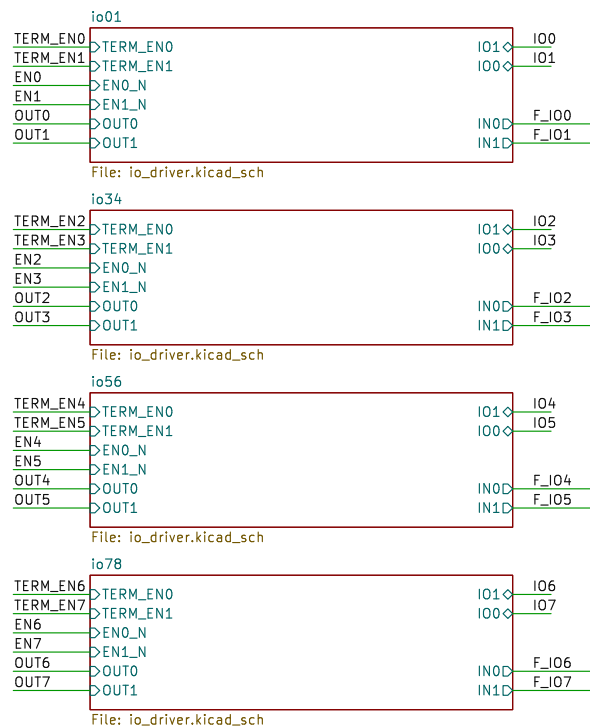 io01
TERM_EN0 TERM_EN0 IO1 IO0
TERM_EN1 TERM_EN1 IO0 IO1
EN0 EN0_N
EN1 EN1_N
OUT0 OUT0 IN0 F_IO0
OUT1 OUT1 IN1 F_IO1
File: io_driver.kicad_sch
io34
TERM_EN2 TERM_EN0 IO1 IO2
TERM_EN3 TERM_EN1 IO0 IO3
EN2 EN0_N
EN3 EN1_N
OUT2 OUT0 IN0 F_IO2
OUT3 OUT1 IN1 F_IO3
File: io_driver.kicad_sch
io56
TERM_EN4 TERM_EN0 IO1 IO4
TERM_EN5 TERM_EN1 IO0 IO5
EN4 EN0_N
EN5 EN1_N
OUT4 OUT0 IN0 F_IO4
OUT5 OUT1 IN1 F_IO5
File: io_driver.kicad_sch
io78
TERM_EN6 TERM_EN0 IO1 IO6
TERM_EN7 TERM_EN1 IO0 IO7
EN6 EN0_N
EN7 EN1_N
OUT6 OUT0 IN0 F_IO6
OUT7 OUT1 IN1 F_IO7
File: io_driver.kicad_sch